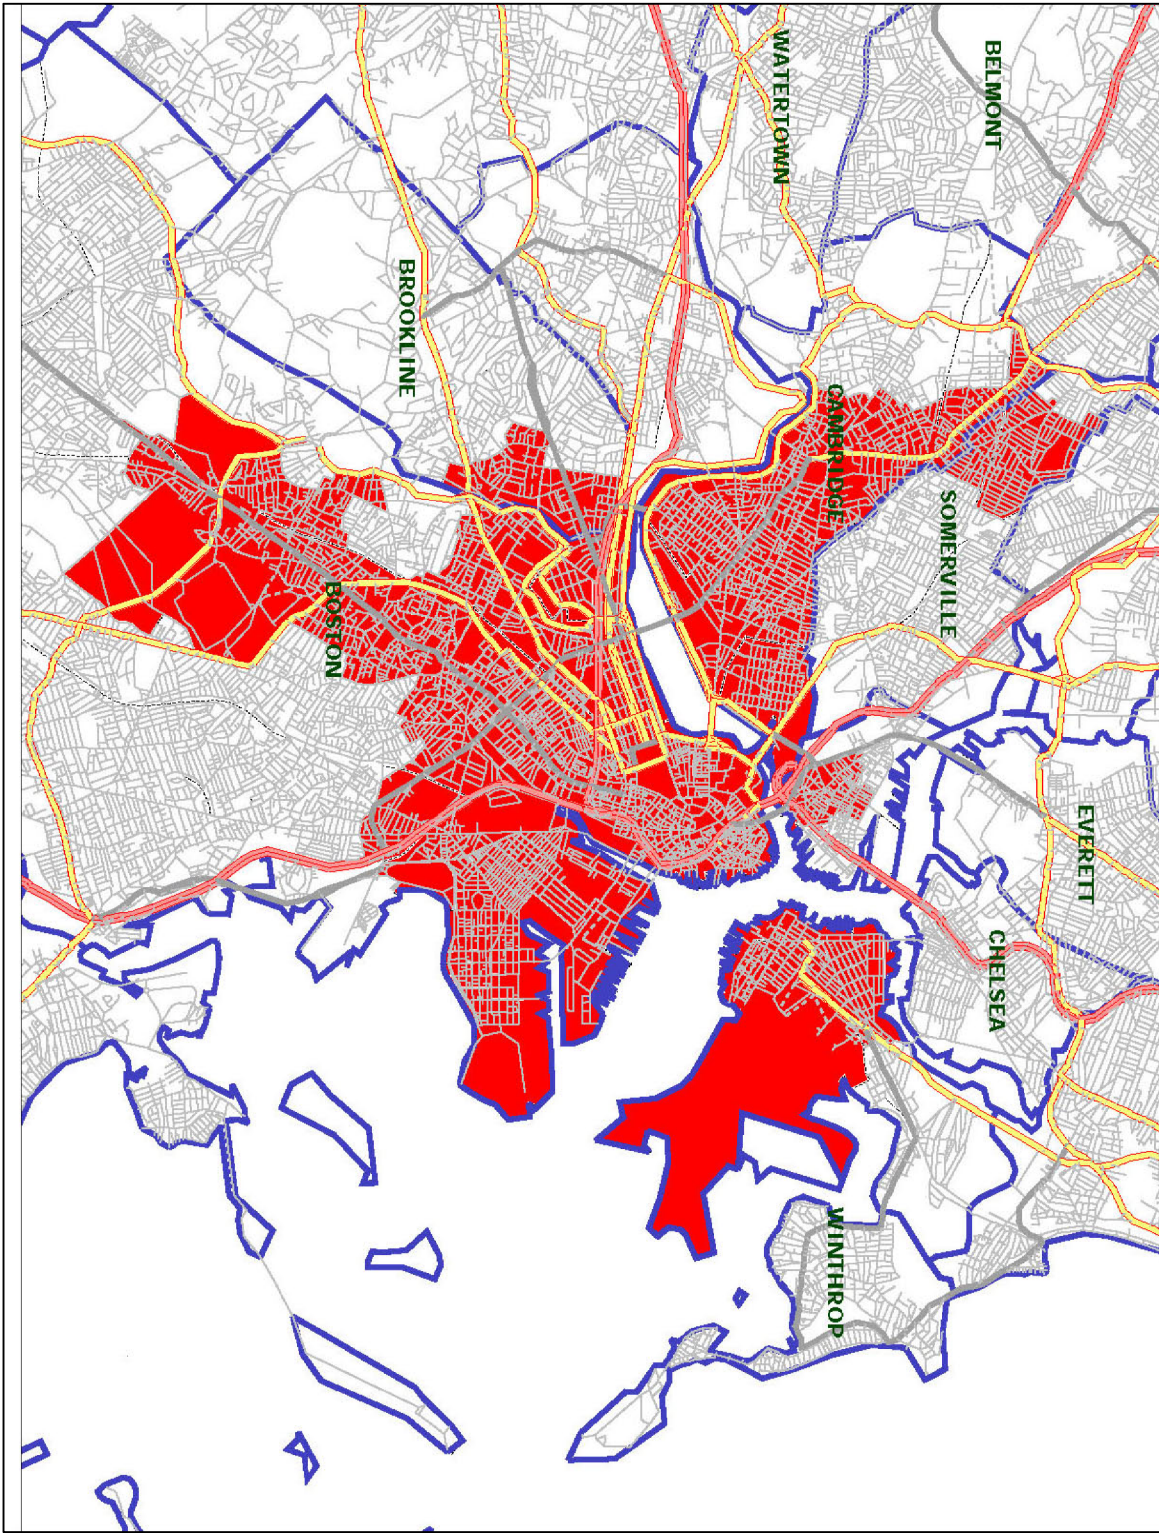 BELMONT
WATERTOWN
EVERETT
CHELSEA
SOMERVILLE
CAMBRIDGE
WINTHROP
BROOKLINE
BOSTON